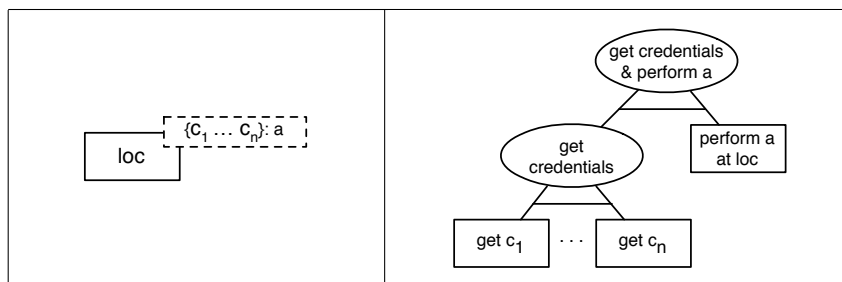 {c₁ ... cₙ}: a
loc
get credentials
& perform a
get
credentials
perform a
at loc
get c₁
. . .
get cₙ